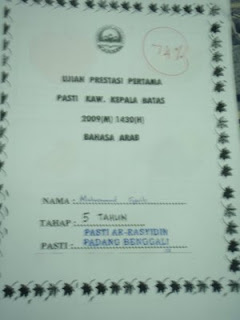 74%
UJIAN PRESTASI PERTAMA
PASTI KAW. KEPALA BATAS
2009(M) 1430(H)
BAHASA ARAB
NAMA : Muhammad
TAHAP : 5 TAHUN
PASTI : PASTI AR-RASYIDIN
PADANG BENGGALI